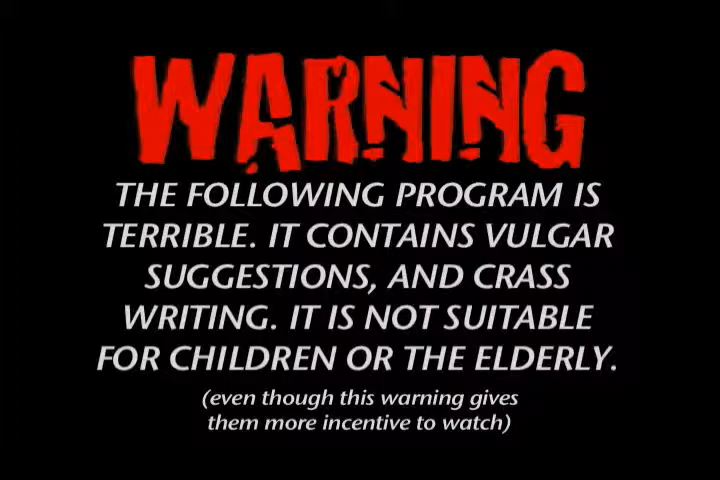 WARNING
THE FOLLOWING PROGRAM IS
TERRIBLE. IT CONTAINS VULGAR
SUGGESTIONS, AND CRASS
WRITING. IT IS NOT SUITABLE
FOR CHILDREN OR THE ELDERLY.
(even though this warning gives
them more incentive to watch)